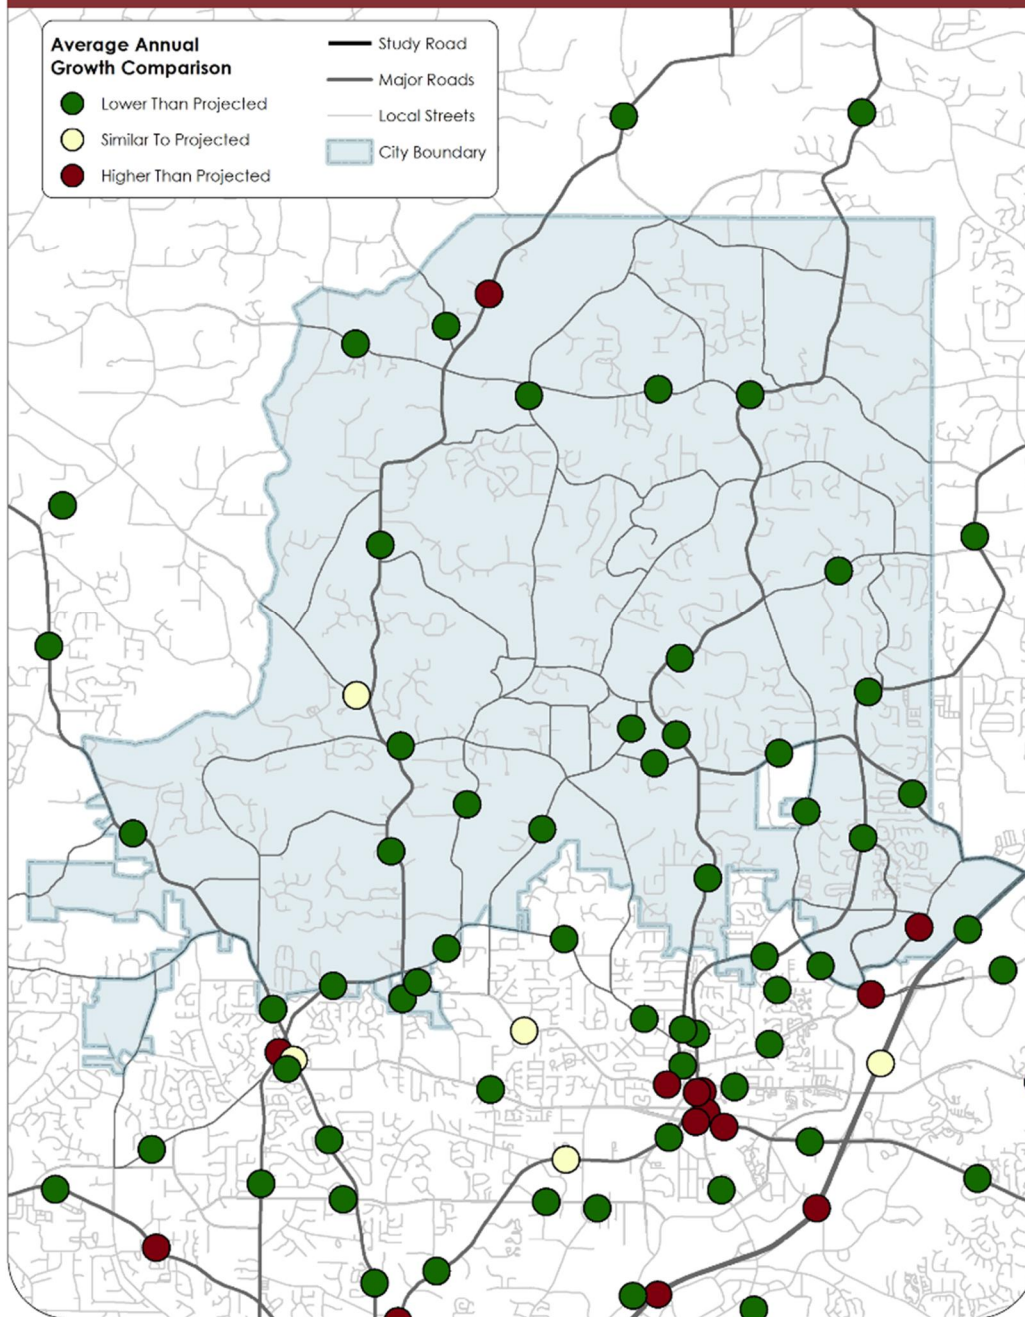 Average Annual
Growth Comparison
Lower Than Projected
Similar To Projected
Higher Than Projected
Study Road
Major Roads
Local Streets
City Boundary